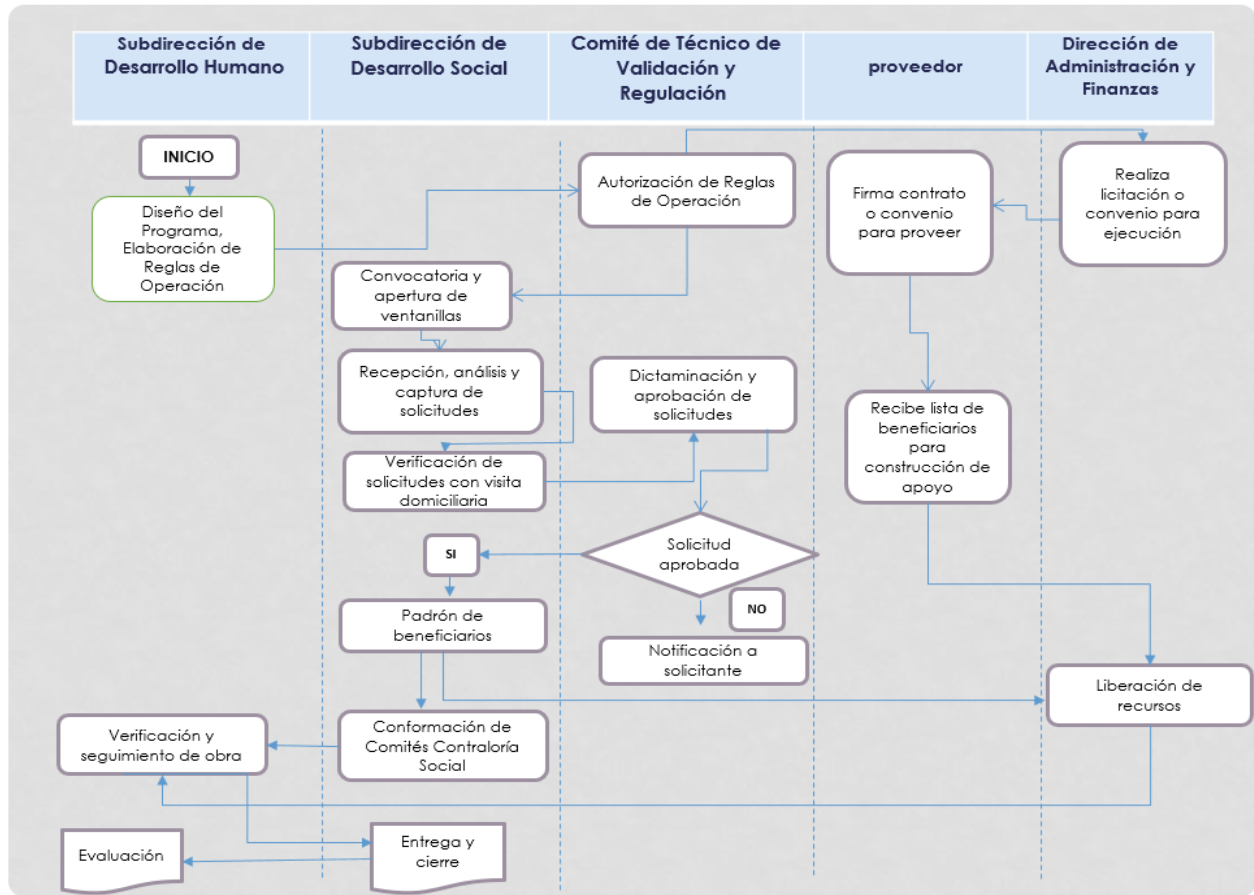 Subdirección de
Desarrollo Humano
Subdirección de
Desarrollo Social
Comité de Técnico de
Validación y
Regulación
proveedor
Dirección de
Administración y
Finanzas
INICIO
Diseño del
Programa,
Elaboración de
Reglas de
Operación
Autorización de Reglas
de Operación
Firma contrato
o convenio
para proveer
Realiza
licitación o
convenio para
ejecución
Convocatoria y
apertura de
ventanillas
Recepción, análisis y
captura de
solicitudes
Dictaminación y
aprobación de
solicitudes
Recibe lista de
beneficiarios
para
construcción de
apoyo
Verificación de
solicitudes con visita
domiciliaria
SI
Solicitud
aprobada
NO
Padrón de
beneficiarios
Notificación a
solicitante
Liberación de
recursos
Verificación y
seguimiento de obra
Conformación de
Comités Contraloría
Social
Evaluación
Entrega y
cierre